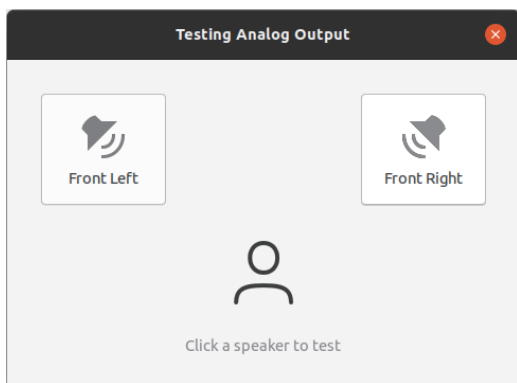 Testing Analog Output
Front Left
Front Right
Click a speaker to test